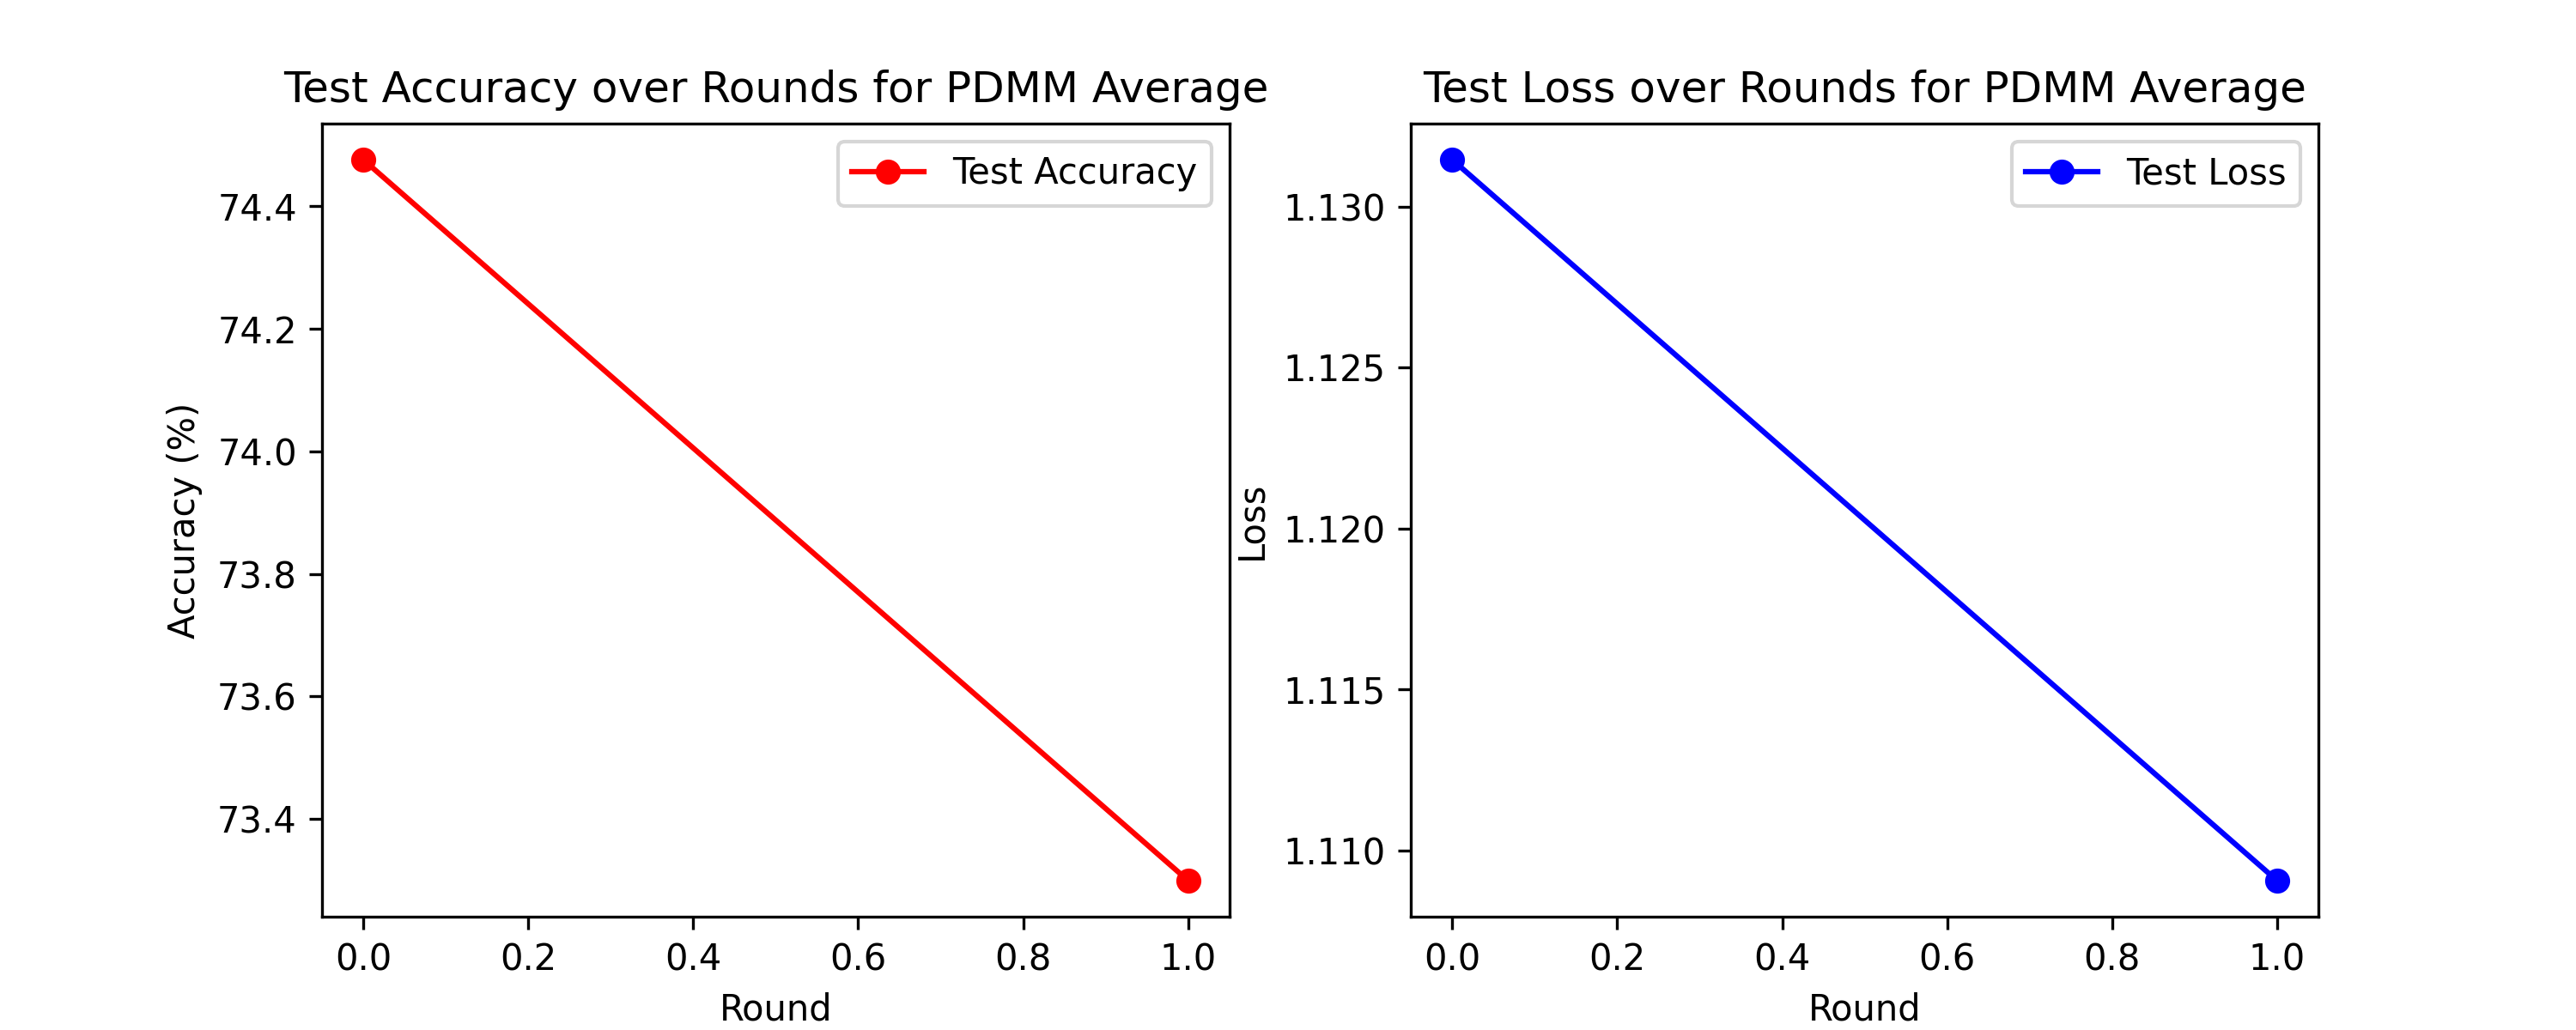 Test Accuracy over Rounds for PDMM Average
Test Accuracy
74.4
74.2
74.0
73.8
73.6
73.4
Accuracy (%)
0.0 0.2 0.4 0.6 0.8 1.0
Round
Test Loss over Rounds for PDMM Average
Test Loss
1.130
1.125
1.120
1.115
1.110
Loss
0.0 0.2 0.4 0.6 0.8 1.0
Round